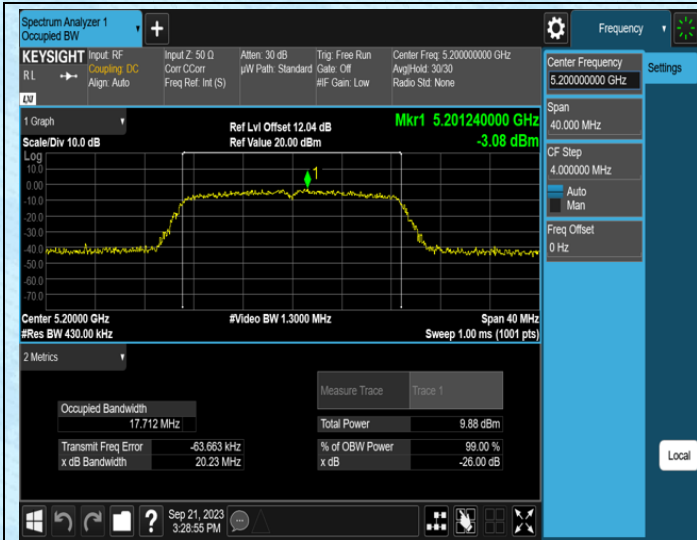 Spectrum Analyzer 1
Occupied BW
+
Frequency
KEYSIGHT
RL
LXI
Input: RF
Coupling: DC
Align: Auto
Input Z: 50 Ω
Corr CCorr
Freq Ref: Int (S)
Atten: 30 dB
µW Path: Standard
Trig: Free Run
Gate: Off
#IF Gain: Low
Center Freq: 5.200000000 GHz
Avg|Hold: 30/30
Radio Std: None
Center Frequency
5.200000000 GHz
Settings
Span
40.000 MHz
CF Step
4.000000 MHz
Auto
Man
Freq Offset
0 Hz
Local
1 Graph
Scale/Div 10.0 dB
Ref Lvl Offset 12.04 dB
Ref Value 20.00 dBm
Mkr1 5.201240000 GHz
-3.08 dBm
Log
10.0
0.00
-10.0
-20.0
-30.0
-40.0
-50.0
-60.0
-70.0
1
Center 5.20000 GHz
#Res BW 430.00 kHz
#Video BW 1.3000 MHz
Span 40 MHz
Sweep 1.00 ms (1001 pts)
2 Metrics
Measure Trace Trace 1
Occupied Bandwidth
17.712 MHz
Total Power 9.88 dBm
Transmit Freq Error -63.663 kHz
% of OBW Power 99.00 %
x dB Bandwidth 20.23 MHz
x dB -26.00 dB
?
Sep 21, 2023
3:28:55 PM